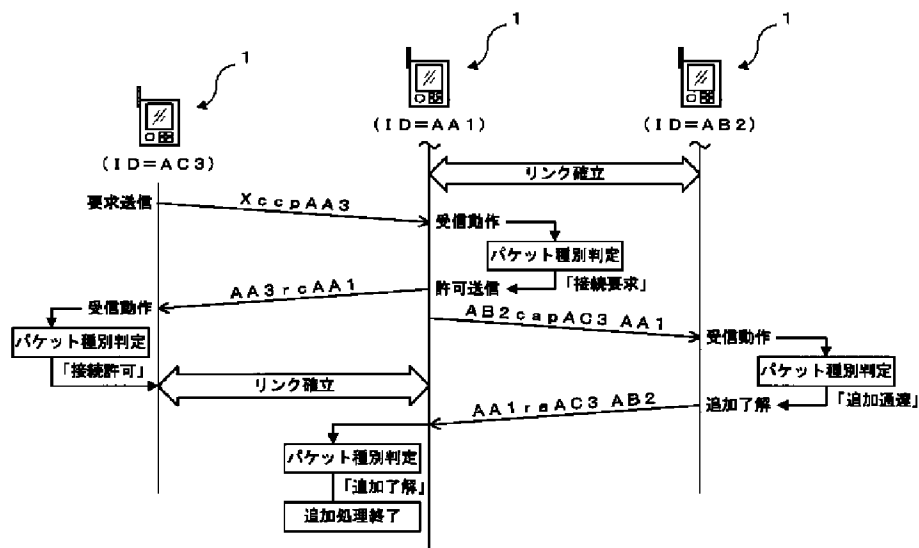 1
1
1
(ID=AC3)
(ID=AA1)
(ID=AB2)
リンク確立
要求送信
XccpAA3
受信動作
パケット種別判定
「接続要求」
許可送信
AA3rcAA1
受信動作
パケット種別判定
「接続許可」
AB2capAC3 AA1
受信動作
パケット種別判定
「追加通達」
リンク確立
追加了解
AA1raAC3 AB2
パケット種別判定
「追加了解」
追加処理終了